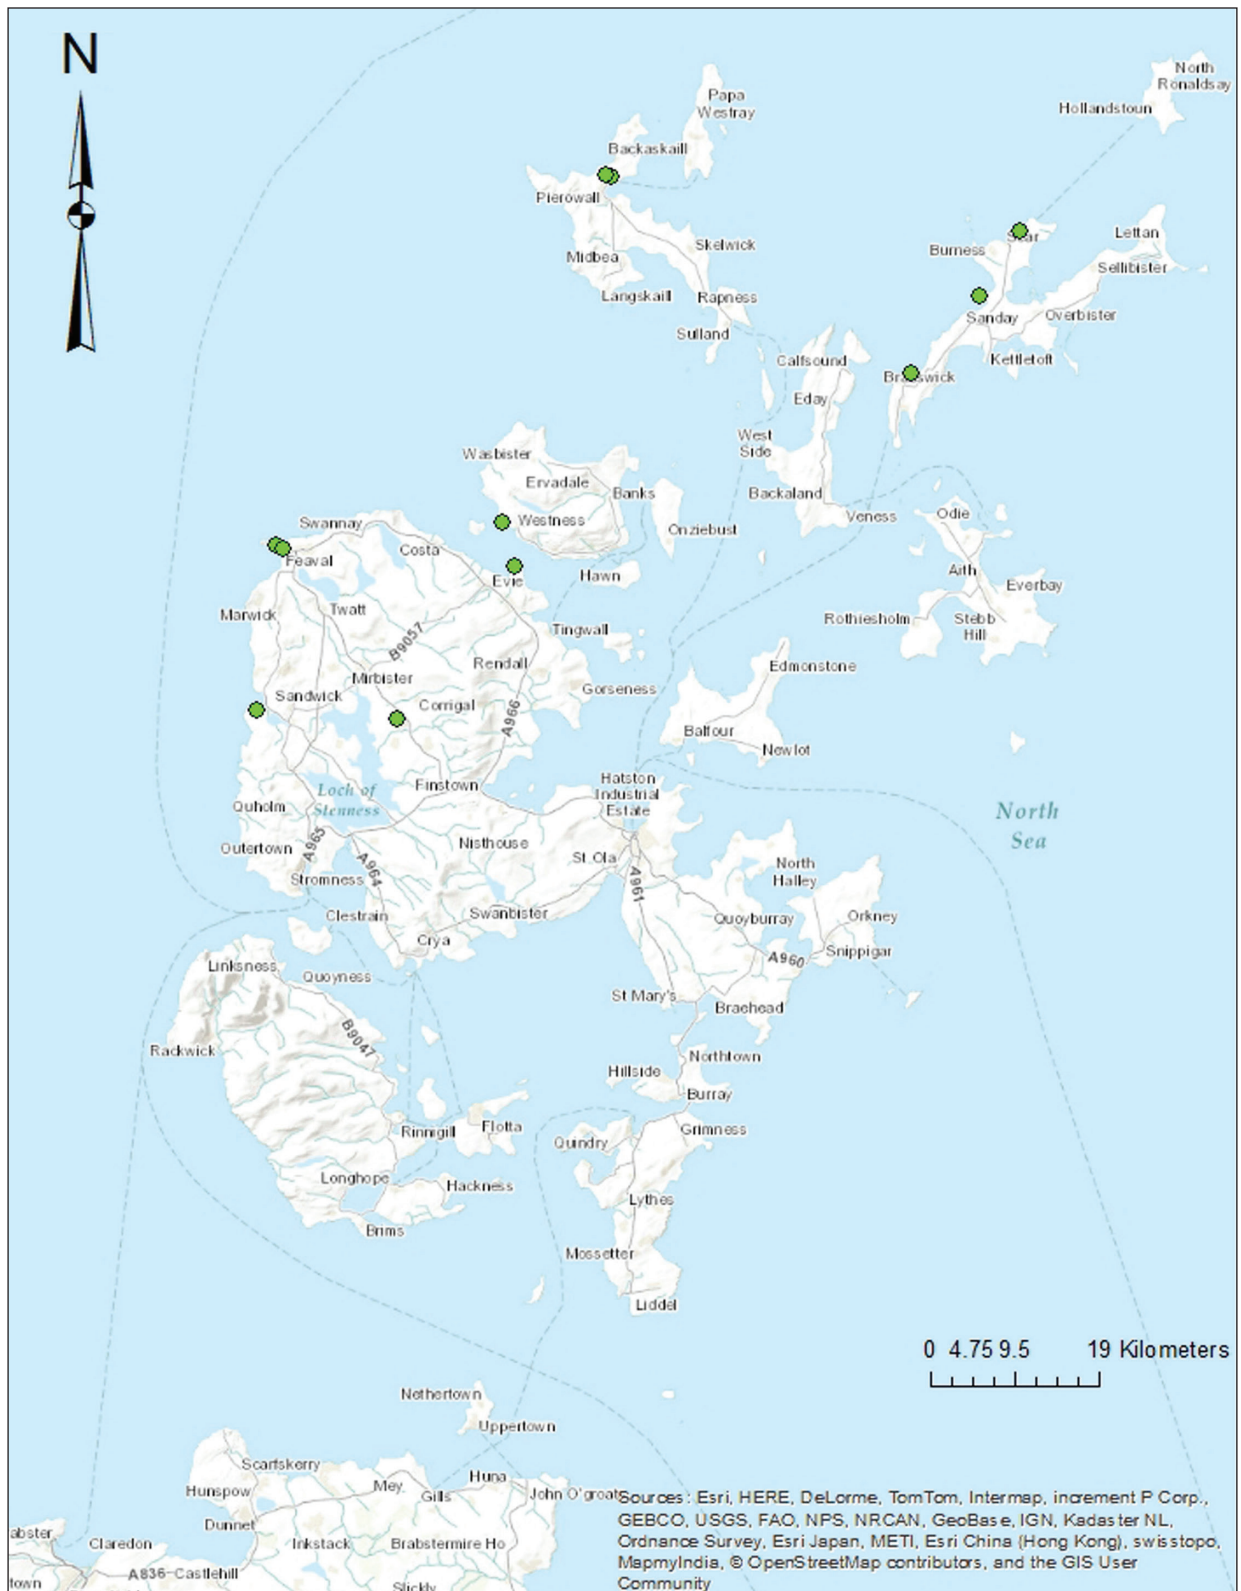 N
North
Ronaldsay
Hollandstoun
Papa
Westray
Backaskaill
Pierowall
Skelwick
Midbea
Langskaill
Rapness
Sulland
Lettan
Burness
Sellibister
Sanday
Overbister
Kettletoft
Calfsound
Eday
West
Side
Backaland
Veness
Wasbister
Ervadale
Banks
Westness
Onziebust
Hawn
Odie
Aith
Everbay
Rothiesholm
Stebb
Hill
Swannay
Costa
Feaval
Evie
Marwick
Twatt
B9057
Tingwall
Rendall
Mirbister
Gorseness
Edmonstone
Sandwick
Corrigal
A966
Balfour
Newlot
Finstown
Hatston
Industrial
Estate
Loch of
Stenness
Quholm
North
Sea
Outertown
A965
A964
Nisthouse
St Ola
A961
North
Halley
Stromness
Clestrain
Swanbister
Quoyburray
Orkney
Crya
Snippigar
A960
Linksness
Quoyness
St Mary's
Braehead
B9047
Rackwick
Northtown
Hillside
Burray
Rinnigill
Flotta
Quindry
Grimness
Longhope
Hackness
Lythes
Brims
Mossetter
Liddel
0 4.75 9.5 19 Kilometers
Nethertown
Uppertown
Scarfskerry
Hunspow
Mey
Gills
Huna
John O'groats
Dunnet
Claredon
Inkstack
Brabstermire Ho
A836
Castlehill
Slickly
Sources: Esri, HERE, DeLorme, TomTom, Intermap, increment P Corp.,
GEBCO, USGS, FAO, NPS, NRCAN, GeoBase, IGN, Kadaster NL,
Ordnance Survey, Esri Japan, METI, Esri China (Hong Kong), swisstopo,
MapmyIndia, © OpenStreetMap contributors, and the GIS User
Community